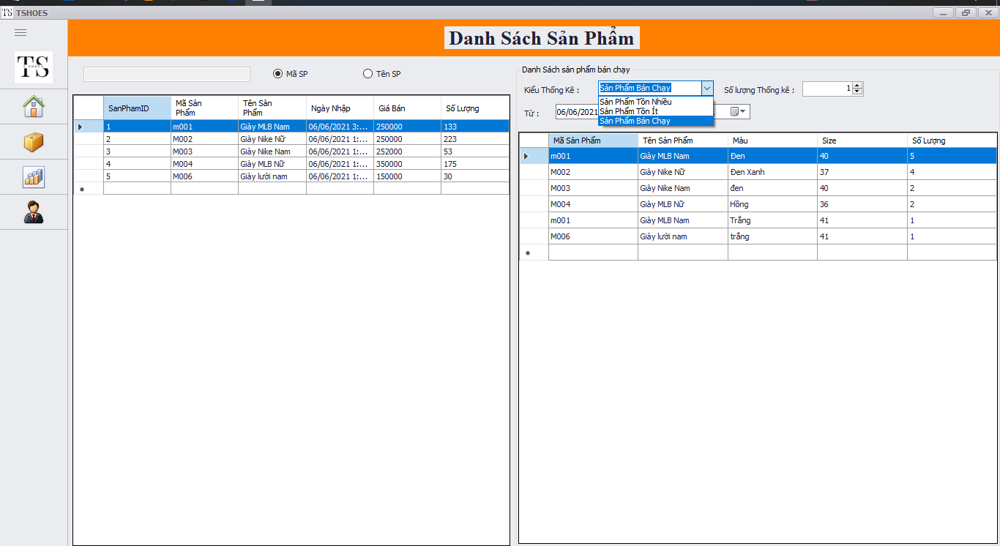 TS TSHOES
Danh Sách Sản Phẩm
TS
SHOES
Mã SP
Tên SP
SanPhamID Mã Sản Phẩm Tên Sản Phẩm Ngày Nhập Giá Bán Số Lượng
1 m001 Giày MLB Nam 06/06/2021 3:... 250000 133
2 M002 Giày Nike Nữ 06/06/2021 1:... 250000 223
3 M003 Giày Nike Nam 06/06/2021 1:... 252000 53
4 M004 Giày MLB Nữ 06/06/2021 1:... 350000 175
5 M006 Giày lười nam 06/06/2021 1:... 150000 30
Danh Sách sản phẩm bán chạy
Kiểu Thống Kê : Sản Phẩm Bán Chạy Số lượng Thống kê : 1
Sản Phẩm Tồn Nhiều
Sản Phẩm Tồn Ít
Sản Phẩm Bán Chạy
Từ : 06/06/2021
Mã Sản Phẩm Tên Sản Phẩm Màu Size Số Lượng
m001 Giày MLB Nam Đen 40 5
M002 Giày Nike Nữ Đen Xanh 37 4
M003 Giày Nike Nam đen 40 2
M004 Giày MLB Nữ Hồng 36 2
m001 Giày MLB Nam Trắng 41 1
M006 Giày lười nam trắng 41 1